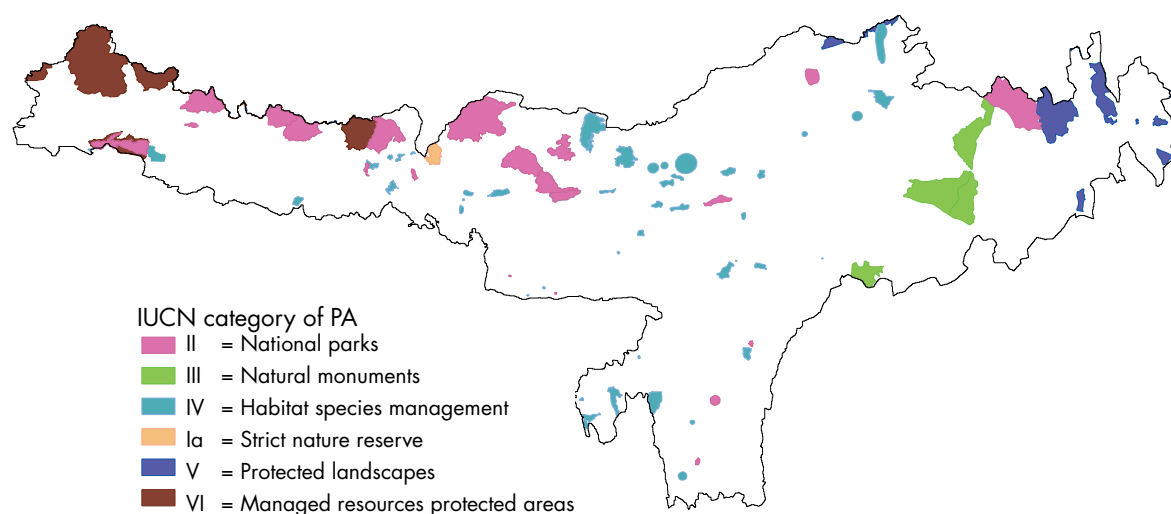 IUCN category of PA
II = National parks
III = Natural monuments
IV = Habitat species management
Ia = Strict nature reserve
V = Protected landscapes
VI = Managed resources protected areas